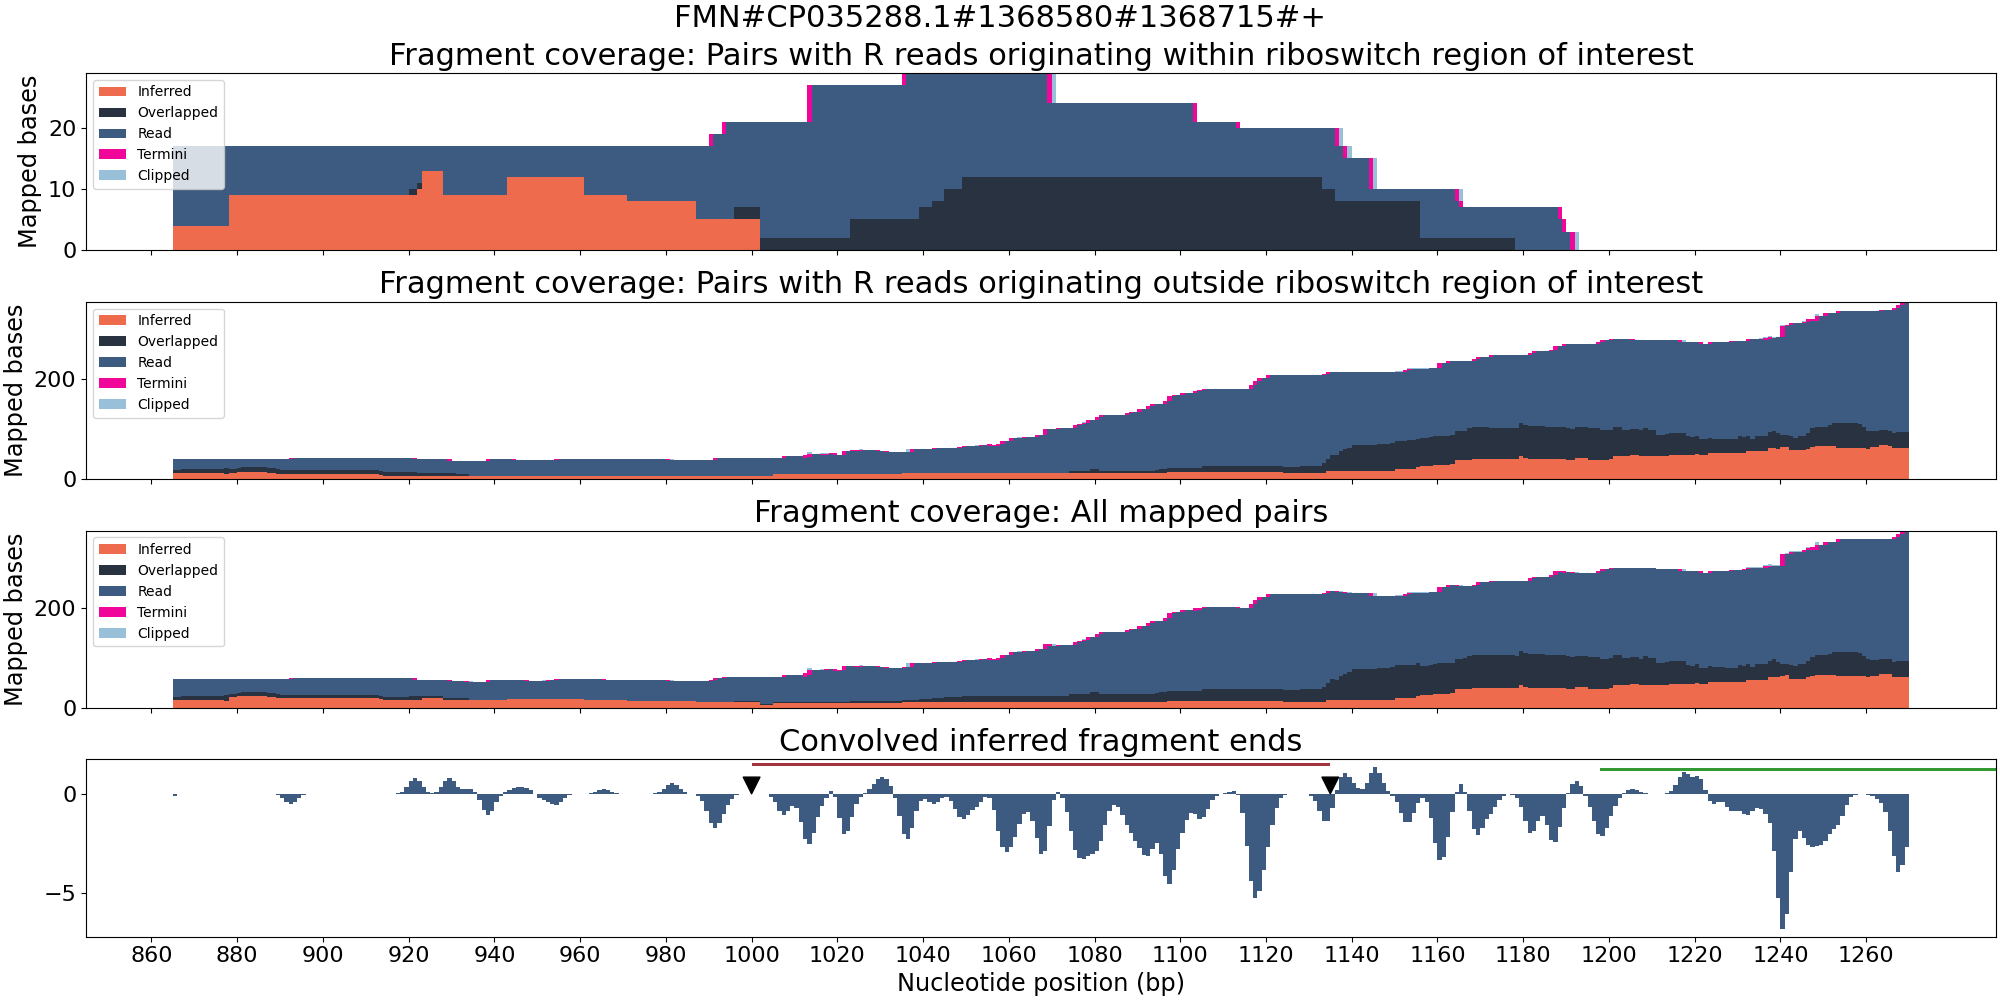 FMN#CP035288.1#1368580#1368715#+
Fragment coverage: Pairs with R reads originating within riboswitch region of interest
Mapped bases
20
10
0
Inferred
Overlapped
Read
Termini
Clipped
Fragment coverage: Pairs with R reads originating outside riboswitch region of interest
Mapped bases
200
0
Inferred
Overlapped
Read
Termini
Clipped
Fragment coverage: All mapped pairs
Mapped bases
200
0
Inferred
Overlapped
Read
Termini
Clipped
Convolved inferred fragment ends
0
−5
860 880 900 920 940 960 980 1000 1020 1040 1060 1080 1100 1120 1140 1160 1180 1200 1220 1240 1260
Nucleotide position (bp)